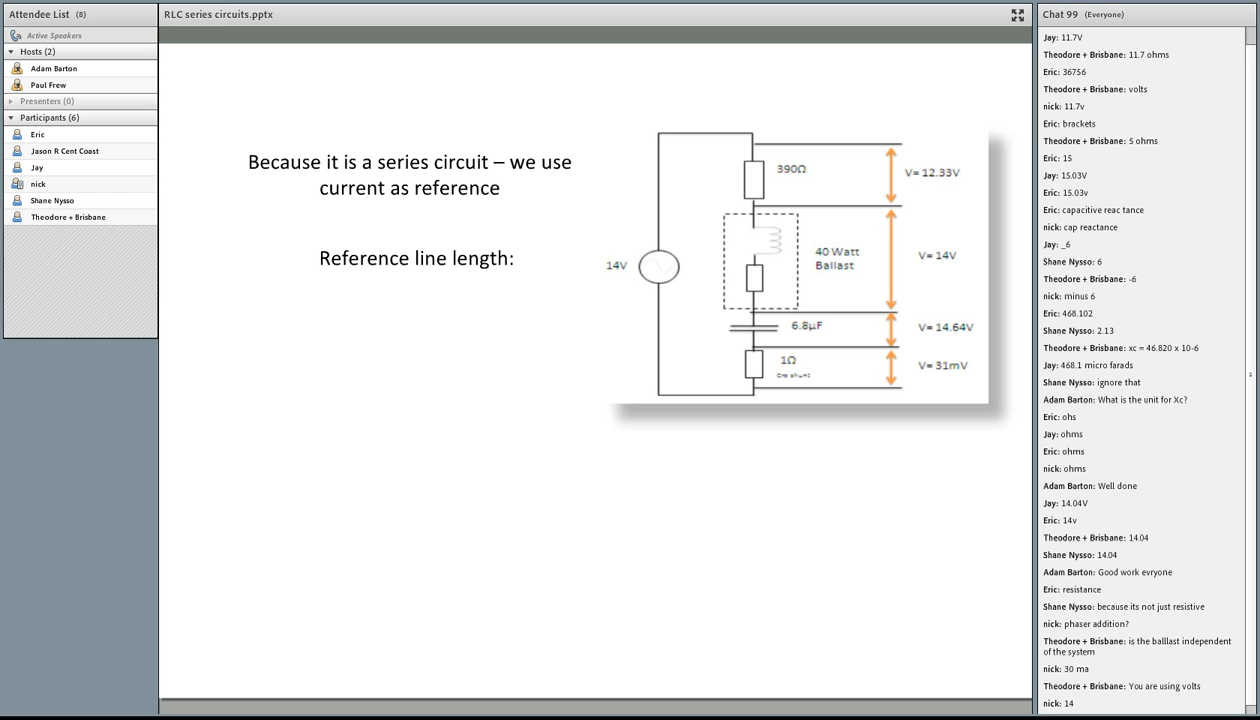 Attendee List (8)
Active Speakers
Hosts (2)
Adam Barton
Paul Frew
Presenters (0)
Participants (6)
Eric
Jason R Cent Coast
Jay
nick
Shane Nysso
Theodore + Brisbane
RLC series circuits.pptx
Because it is a series circuit – we use
current as reference
Reference line length:
14V
390Ω
V= 12.33V
40 Watt
Ballast
V= 14V
6.8µF
V= 14.64V
1Ω
shunt
V= 31mV
Chat 99 (Everyone)
Jay: 11.7V
Theodore + Brisbane: 11.7 ohms
Eric: 36756
Theodore + Brisbane: volts
nick: 11.7v
Eric: brackets
Theodore + Brisbane: 5 ohms
Eric: 15
Jay: 15.03V
Eric: 15.03v
Eric: capacitive reac tance
nick: cap reactance
Jay: _6
Shane Nysso: 6
Theodore + Brisbane: -6
nick: minus 6
Eric: 468.102
Shane Nysso: 2.13
Theodore + Brisbane: xc = 46.820 x 10-6
Jay: 468.1 micro farads
Shane Nysso: ignore that
Adam Barton: What is the unit for Xc?
Eric: ohs
Jay: ohms
Eric: ohms
nick: ohms
Adam Barton: Well done
Jay: 14.04V
Eric: 14v
Theodore + Brisbane: 14.04
Shane Nysso: 14.04
Adam Barton: Good work evryone
Eric: resistance
Shane Nysso: because its not just resistive
nick: phaser addition?
Theodore + Brisbane: is the balllast independent
of the system
nick: 30 ma
Theodore + Brisbane: You are using volts
nick: 14